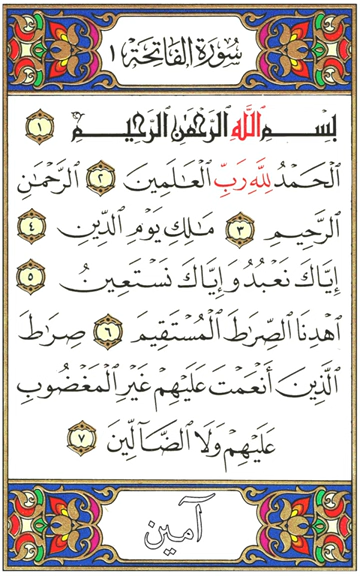 سُورَةُ الفَاتِحَةِ ١
بِسْمِ ٱللَّهِ ٱلرَّحْمَٰنِ ٱلرَّحِيمِ ١
ٱلْحَمْدُ لِلَّهِ رَبِّ ٱلْعَٰلَمِينَ ٢ ٱلرَّحْمَٰنِ
ٱلرَّحِيمِ ٣ مَٰلِكِ يَوْمِ ٱلدِّينِ ٤
إِيَّاكَ نَعْبُدُ وَإِيَّاكَ نَسْتَعِينُ ٥
ٱهْدِنَا ٱلصِّرَٰطَ ٱلْمُسْتَقِيمَ ٦ صِرَٰطَ
ٱلَّذِينَ أَنْعَمْتَ عَلَيْهِمْ غَيْرِ ٱلْمَغْضُوبِ
عَلَيْهِمْ وَلَا ٱلضَّآلِّينَ ٧
آمين